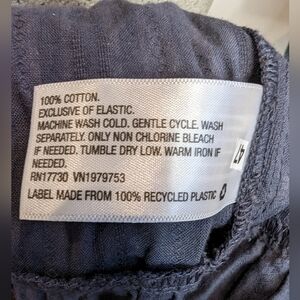 100% COTTON.
EXCLUSIVE OF ELASTIC.
MACHINE WASH COLD. GENTLE CYCLE. WASH
SEPARATELY. ONLY NON CHLORINE BLEACH
IF NEEDED. TUMBLE DRY LOW. WARM IRON IF
NEEDED.
RN17730 VN1979753
LABEL MADE FROM 100% RECYCLED PLASTIC